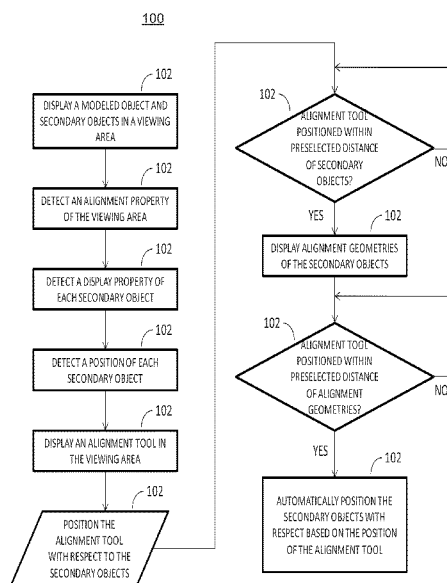 100
102
DISPLAY A MODELED OBJECT AND
SECONDARY OBJECTS IN A VIEWING
AREA
102
DETECT AN ALIGNMENT PROPERTY
OF THE VIEWING AREA
102
DETECT A DISPLAY PROPERTY OF
EACH SECONDARY OBJECT
102
DETECT A POSITION OF EACH
SECONDARY OBJECT
102
DISPLAY AN ALIGNMENT TOOL IN
THE VIEWING AREA
102
POSITION THE
ALIGNMENT TOOL
WITH RESPECT TO THE
SECONDARY OBJECTS
102
ALIGNMENT TOOL
POSITIONED WITHIN
PRESELECTED DISTANCE
OF SECONDARY
OBJECTS?
NO
YES
102
DISPLAY ALIGNMENT GEOMETRIES
OF THE SECONDARY OBJECTS
102
ALIGNMENT TOOL
POSITIONED WITHIN
PRESELECTED DISTANCE
OF ALIGNMENT
GEOMETRIES?
NO
YES
102
AUTOMATICALLY POSITION THE
SECONDARY OBJECTS WITH
RESPECT BASED ON THE POSITION
OF THE ALIGNMENT TOOL